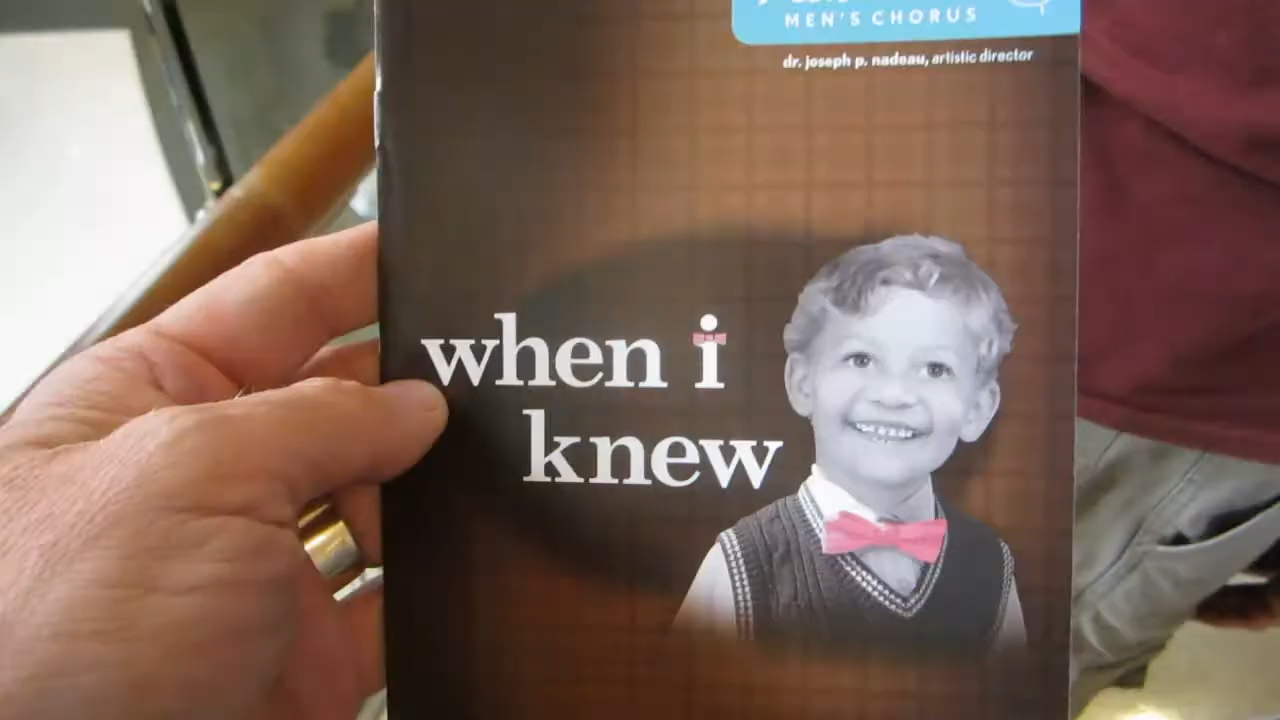 MEN'S CHORUS
dr. joseph p. nadeau, artistic director
when i
knew